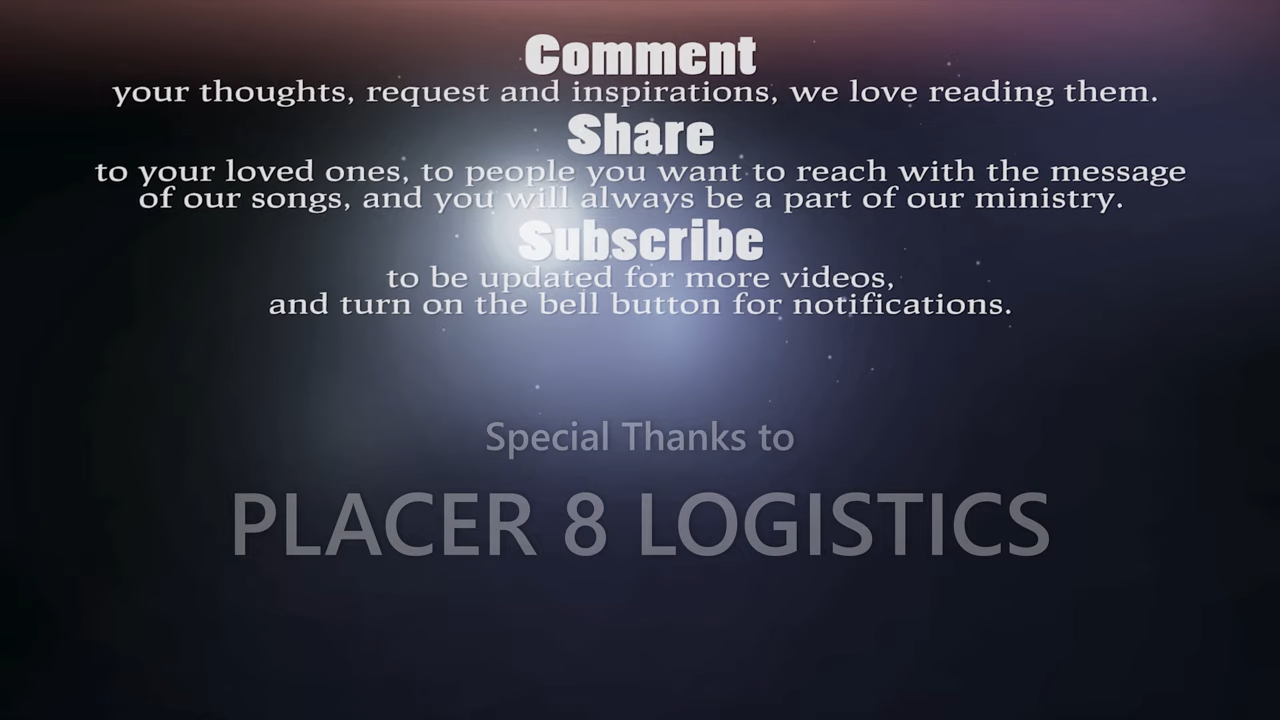 Comment
your thoughts, request and inspirations, we love reading them.
Share
to your loved ones, to people you want to reach with the message
of our songs, and you will always be a part of our ministry.
Subscribe
to be updated for more videos,
and turn on the bell button for notifications.
Special Thanks to
PLACER 8 LOGISTICS